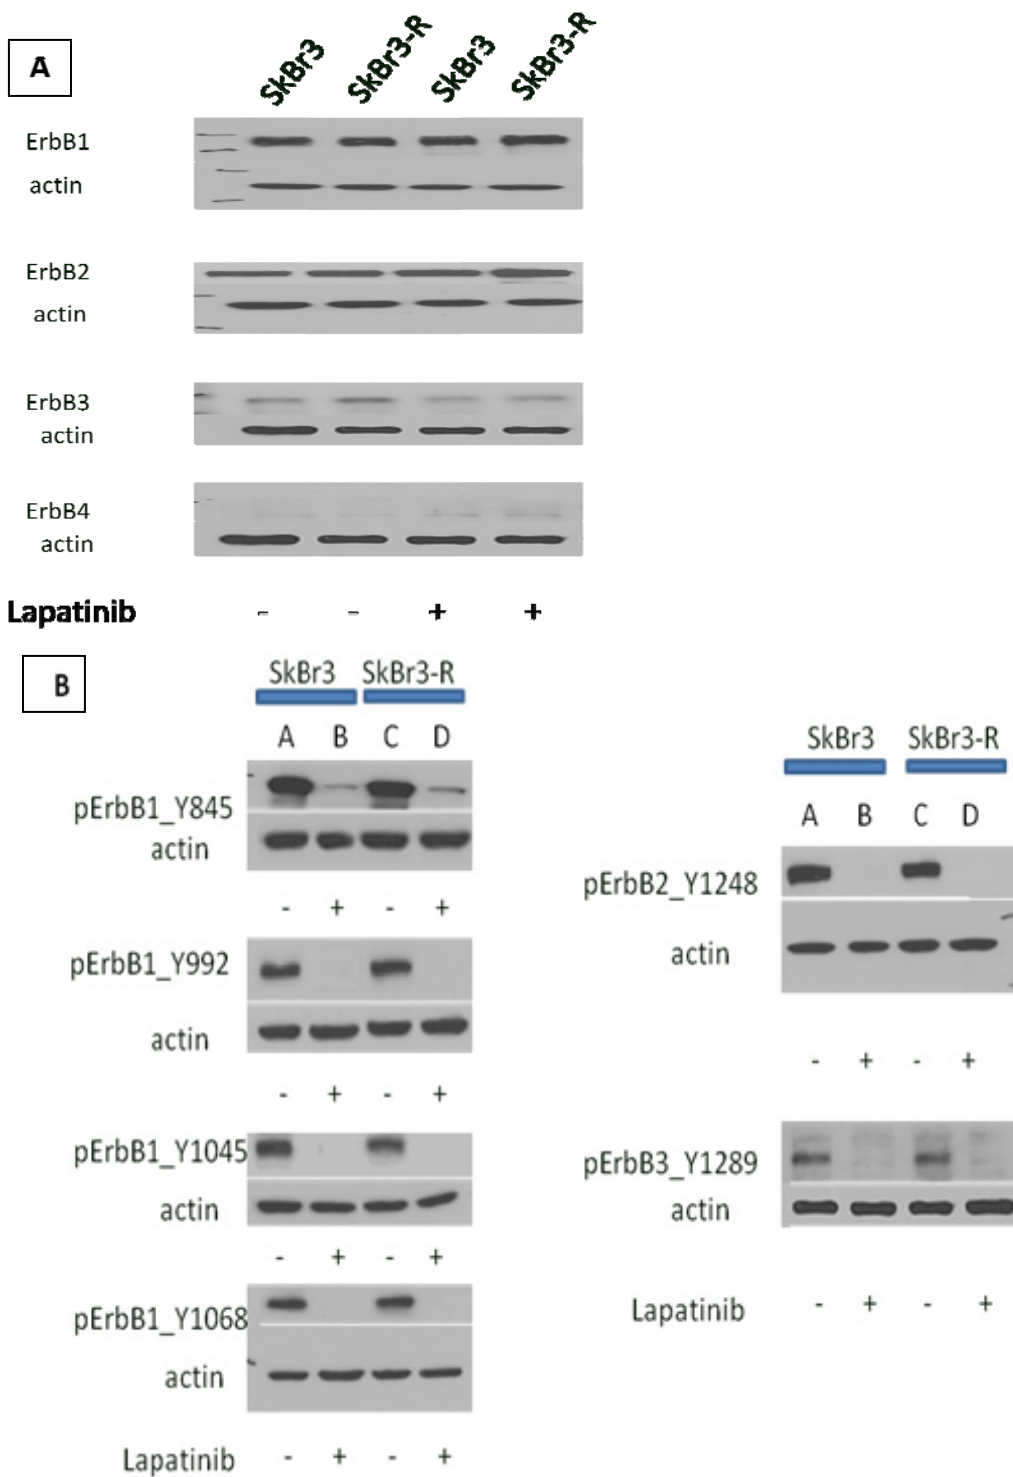 A
SkBr3 SkBr3-R SkBr3 SkBr3-R
ErbB1
actin
ErbB2
actin
ErbB3
actin
ErbB4
actin
Lapatinib - - + +
B
SkBr3 SkBr3-R
A B C D
pErbB1_Y845
actin
- + - +
pErbB1_Y992
actin
- + - +
pErbB1_Y1045
actin
- + - +
pErbB1_Y1068
actin
Lapatinib - + - +
SkBr3 SkBr3-R
A B C D
pErbB2_Y1248
actin
- + - +
pErbB3_Y1289
actin
Lapatinib - + - +